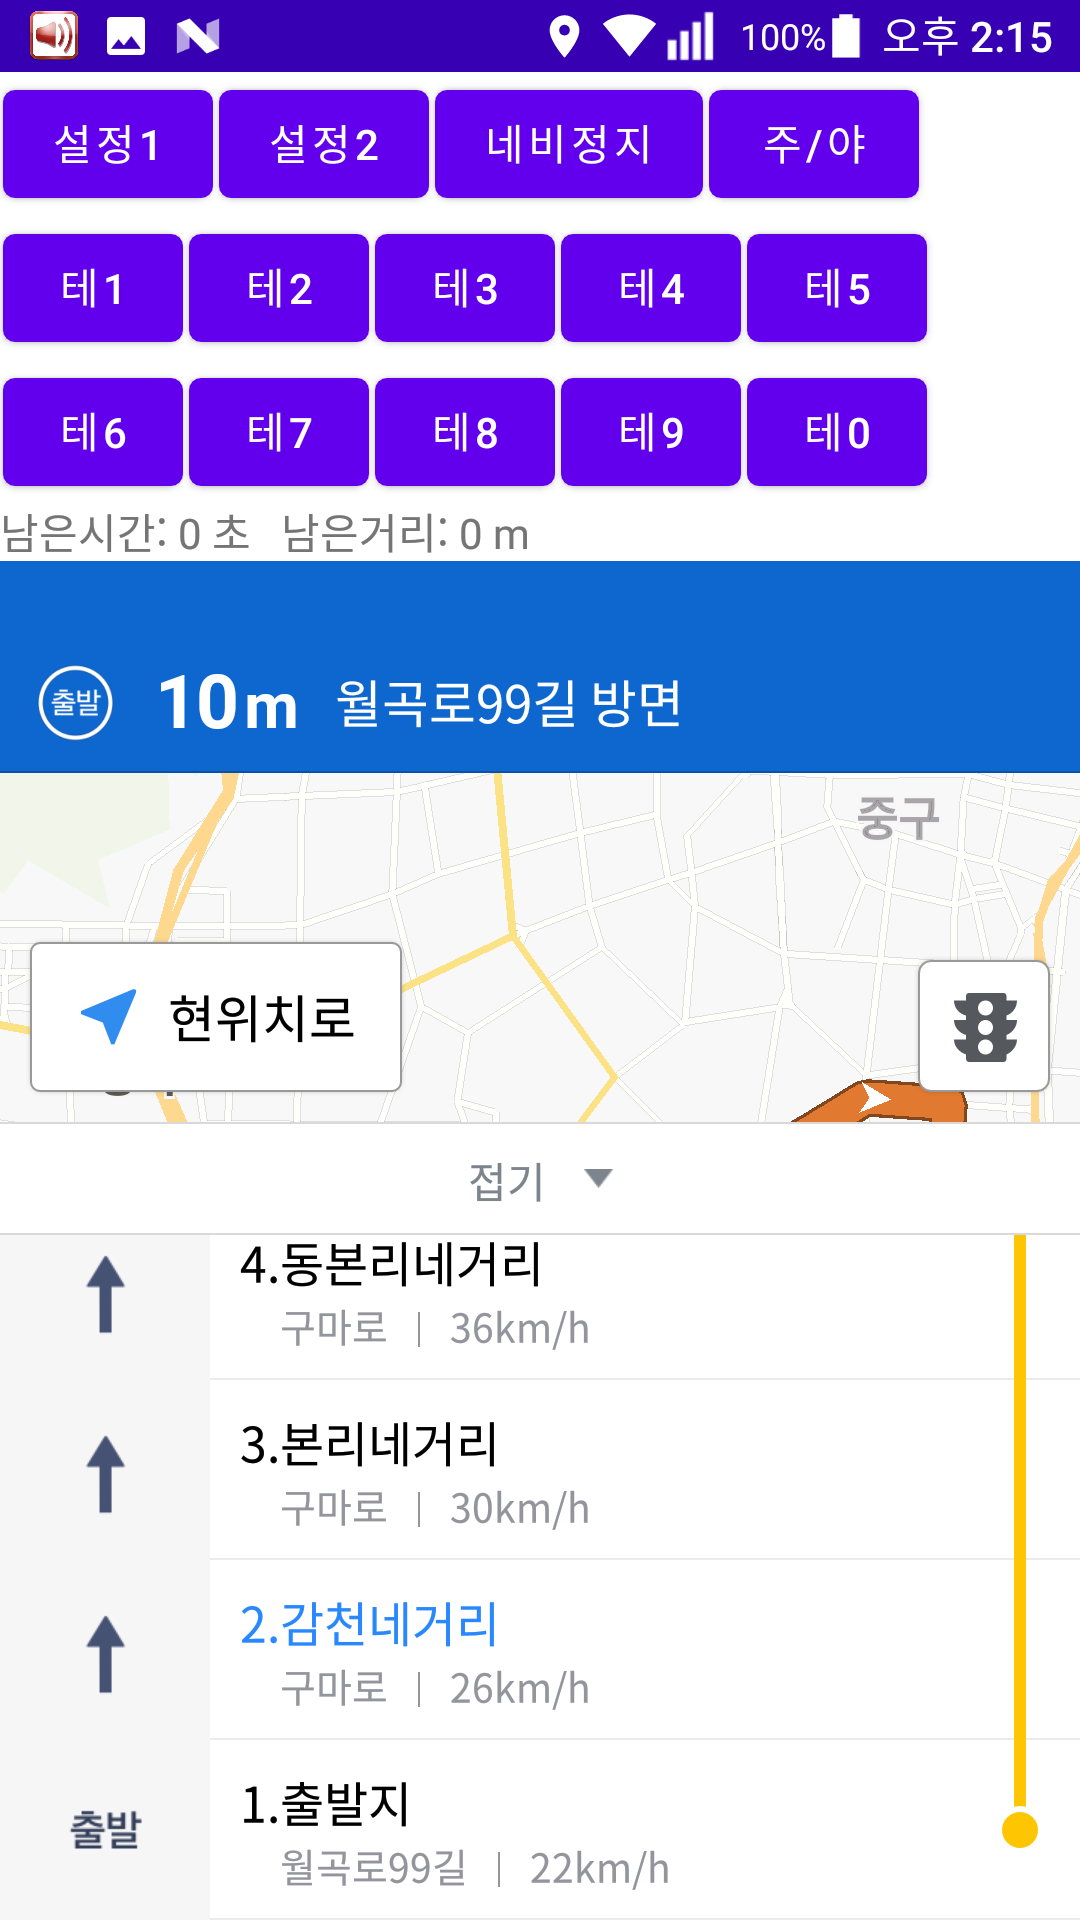 100% 오후 2:15
설정1 설정2 네비정지 주/야
테1 테2 테3 테4 테5
테6 테7 테8 테9 테0
남은시간: 0 초 남은거리: 0 m
출발 10m 월곡로99길 방면
중구
현위치로
접기
4.동본리네거리
구마로 | 36km/h
3.본리네거리
구마로 | 30km/h
2.감천네거리
구마로 | 26km/h
출발 1.출발지
월곡로99길 | 22km/h